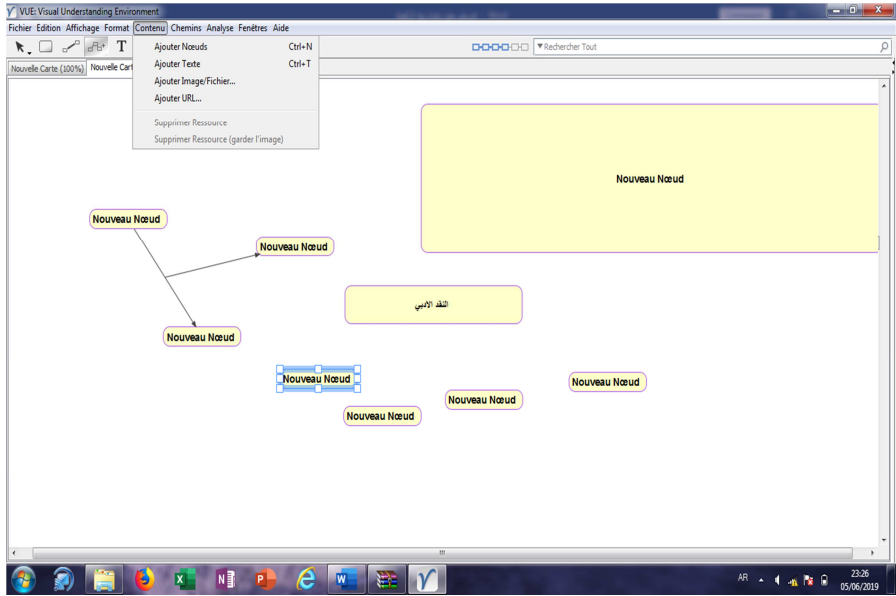 VUE: Visual Understanding Environment
Fichier Edition Affichage Format Contenu Chemins Analyse Fenêtres Aide
T
Rechercher Tout
Nouvelle Carte (100%) Nouvelle Cart
Ajouter Nœuds Ctrl+N
Ajouter Texte Ctrl+T
Ajouter Image/Fichier...
Ajouter URL...
Supprimer Ressource
Supprimer Ressource (garder l'image)
Nouveau Nœud
Nouveau Nœud
Nouveau Nœud
النقد الادبي
Nouveau Nœud
Nouveau Nœud
Nouveau Nœud
Nouveau Nœud
Nouveau Nœud
AR
23:26
05/06/2019